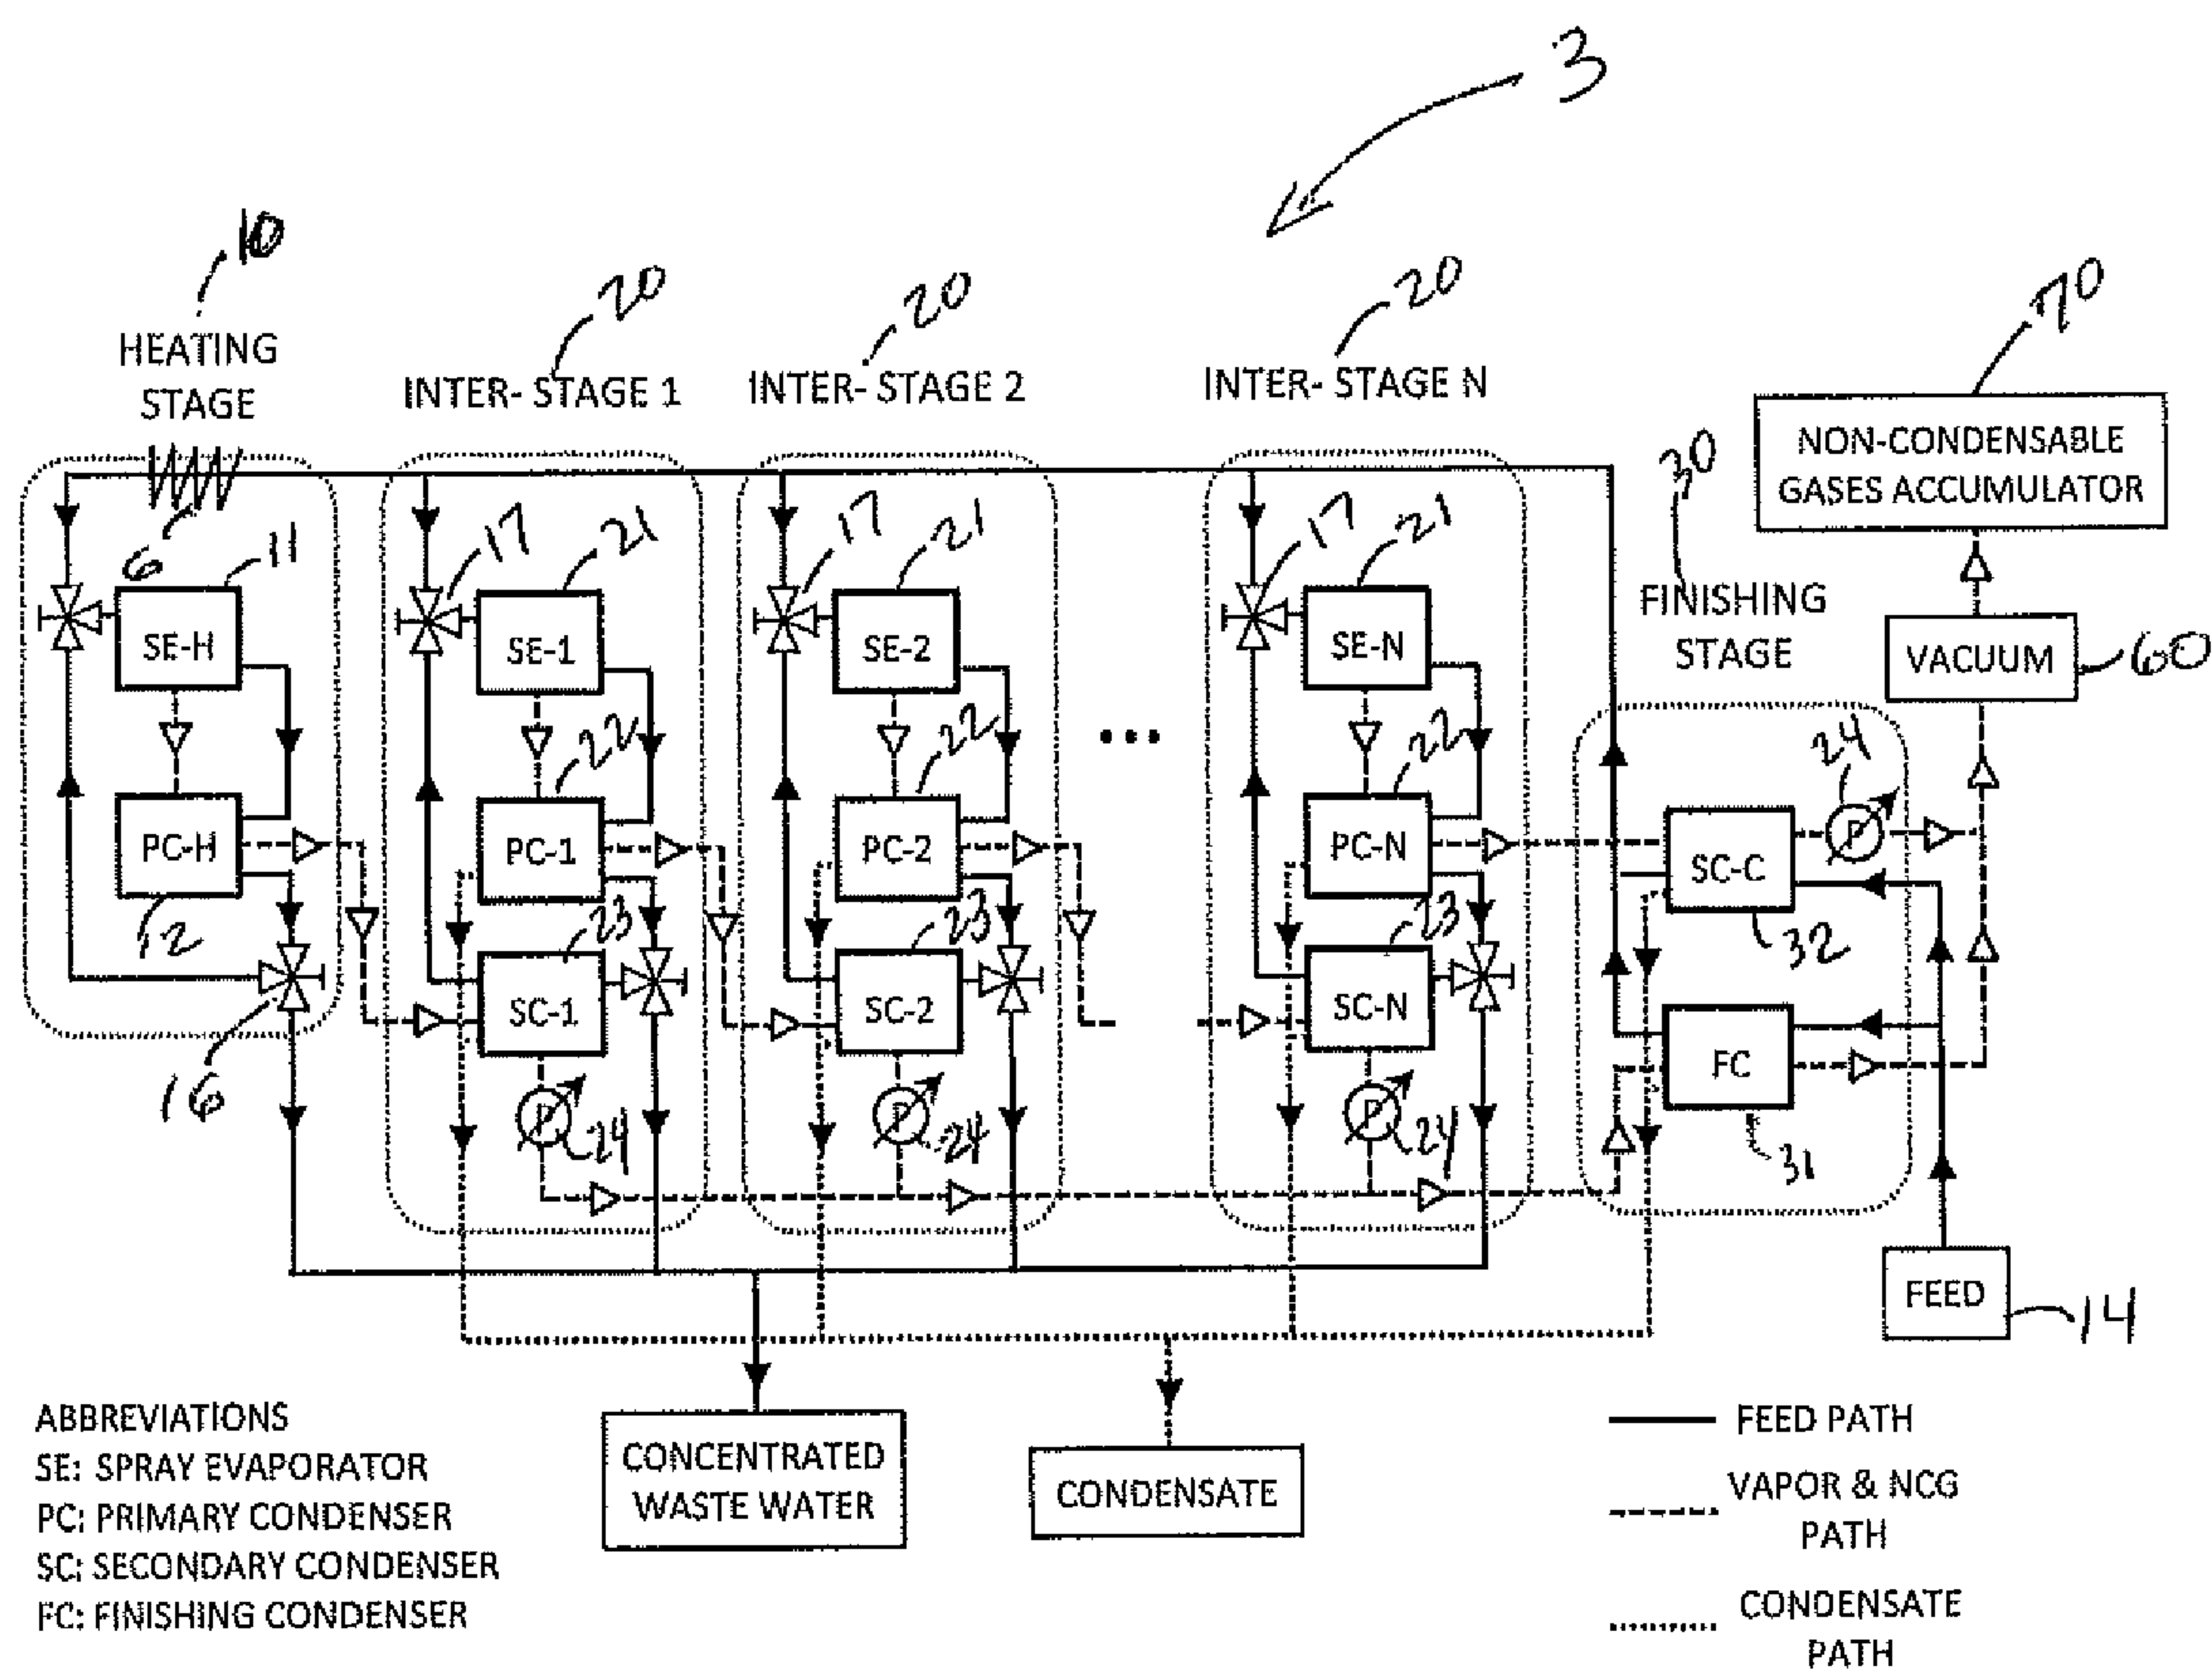 3
10
20
20
20
70
HEATING
STAGE
INTER- STAGE 1
INTER- STAGE 2
INTER- STAGE N
NON-CONDENSABLE
GASES ACCUMULATOR
30
FINISHING
STAGE
VACUUM
60
6
11
17
21
17
21
17
21
SE-H
SE-1
SE-2
SE-N
22
22
22
24
PC-H
PC-1
PC-2
PC-N
SC-C
P
12
23
23
23
32
SC-1
SC-2
SC-N
FC
16
P
24
P
24
P
24
31
FEED
14
CONCENTRATED
WASTE WATER
CONDENSATE
ABBREVIATIONS
SE: SPRAY EVAPORATOR
PC: PRIMARY CONDENSER
SC: SECONDARY CONDENSER
FC: FINISHING CONDENSER
FEED PATH
VAPOR & NCG
PATH
CONDENSATE
PATH